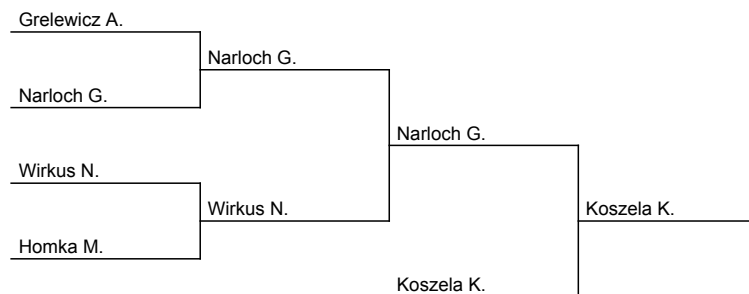 Grelewicz A.
Narloch G.
Narloch G.
Narloch G.
Wirkus N.
Wirkus N.
Koszela K.
Homka M.
Koszela K.